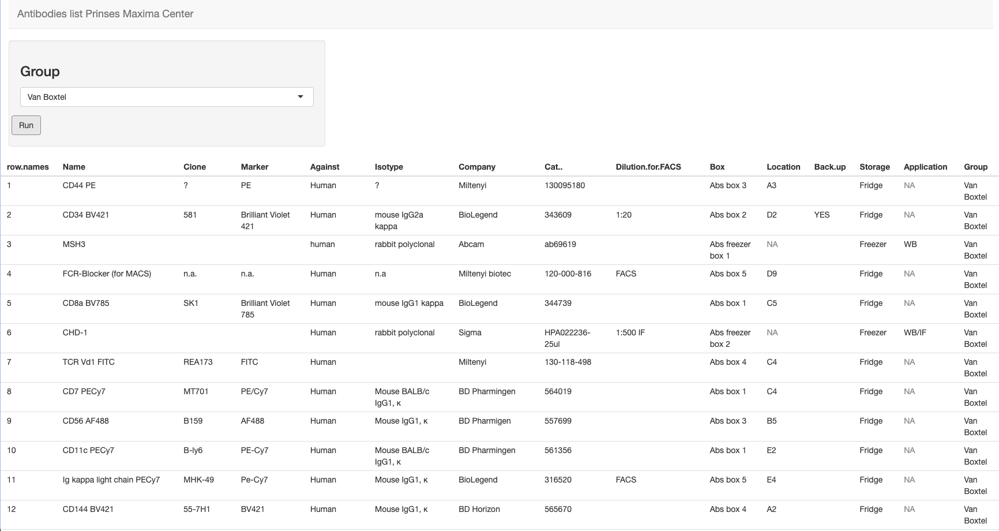 Antibodies list Prinses Maxima Center
Group
Van Boxtel
Run
row.names Name Clone Marker Against Isotype Company Cat.. Dilution.for.FACS Box Location Back.up Storage Application Group
1 CD44 PE ? PE Human ? Miltenyi 130095180 Abs box 3 A3 Fridge NA Van
Boxtel
2 CD34 BV421 581 Brilliant Violet Human mouse IgG2a BioLegend 343609 1:20 Abs box 2 D2 YES Fridge NA Van
421 kappa Boxtel
3 MSH3 human rabbit polyclonal Abcam ab69619 Abs freezer NA Freezer WB Van
box 1 Boxtel
4 FCR-Blocker (for MACS) n.a. n.a. Human n.a Miltenyi biotec 120-000-816 FACS Abs box 5 D9 Fridge NA Van
Boxtel
5 CD8a BV785 SK1 Brilliant Violet Human mouse IgG1 kappa BioLegend 344739 Abs box 1 C5 Fridge NA Van
785 Boxtel
6 CHD-1 Human rabbit polyclonal Sigma HPA022236- 1:500 IF Abs freezer NA Freezer WB/IF Van
25ul box 2 Boxtel
7 TCR Vd1 FITC REA173 FITC Human Miltenyi 130-118-498 Abs box 4 C4 Fridge NA Van
Boxtel
8 CD7 PECy7 MT701 PE/Cy7 Human Mouse BALB/c BD Pharmingen 564019 Abs box 1 C4 Fridge NA Van
IgG1, κ Boxtel
9 CD56 AF488 B159 AF488 Human Mouse IgG1, κ BD Pharmigen 557699 Abs box 3 B5 Fridge NA Van
Boxtel
10 CD11c PECy7 B-ly6 PE-Cy7 Human Mouse BALB/c BD Pharmingen 561356 Abs box 1 E2 Fridge NA Van
IgG1, κ Boxtel
11 Ig kappa light chain PECy7 MHK-49 Pe-Cy7 Human Mouse IgG1, κ BioLegend 316520 FACS Abs box 5 E4 Fridge NA Van
Boxtel
12 CD144 BV421 55-7H1 BV421 Human Mouse IgG1, κ BD Horizon 565670 Abs box 4 A2 Fridge NA Van
Boxtel